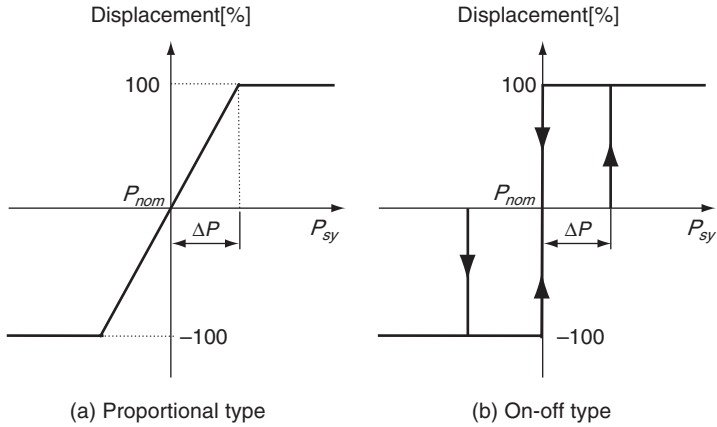 Displacement[%]
100
P_nom
ΔP
P_sy
−100
(a) Proportional type
Displacement[%]
100
P_nom
ΔP
P_sy
−100
(b) On-off type